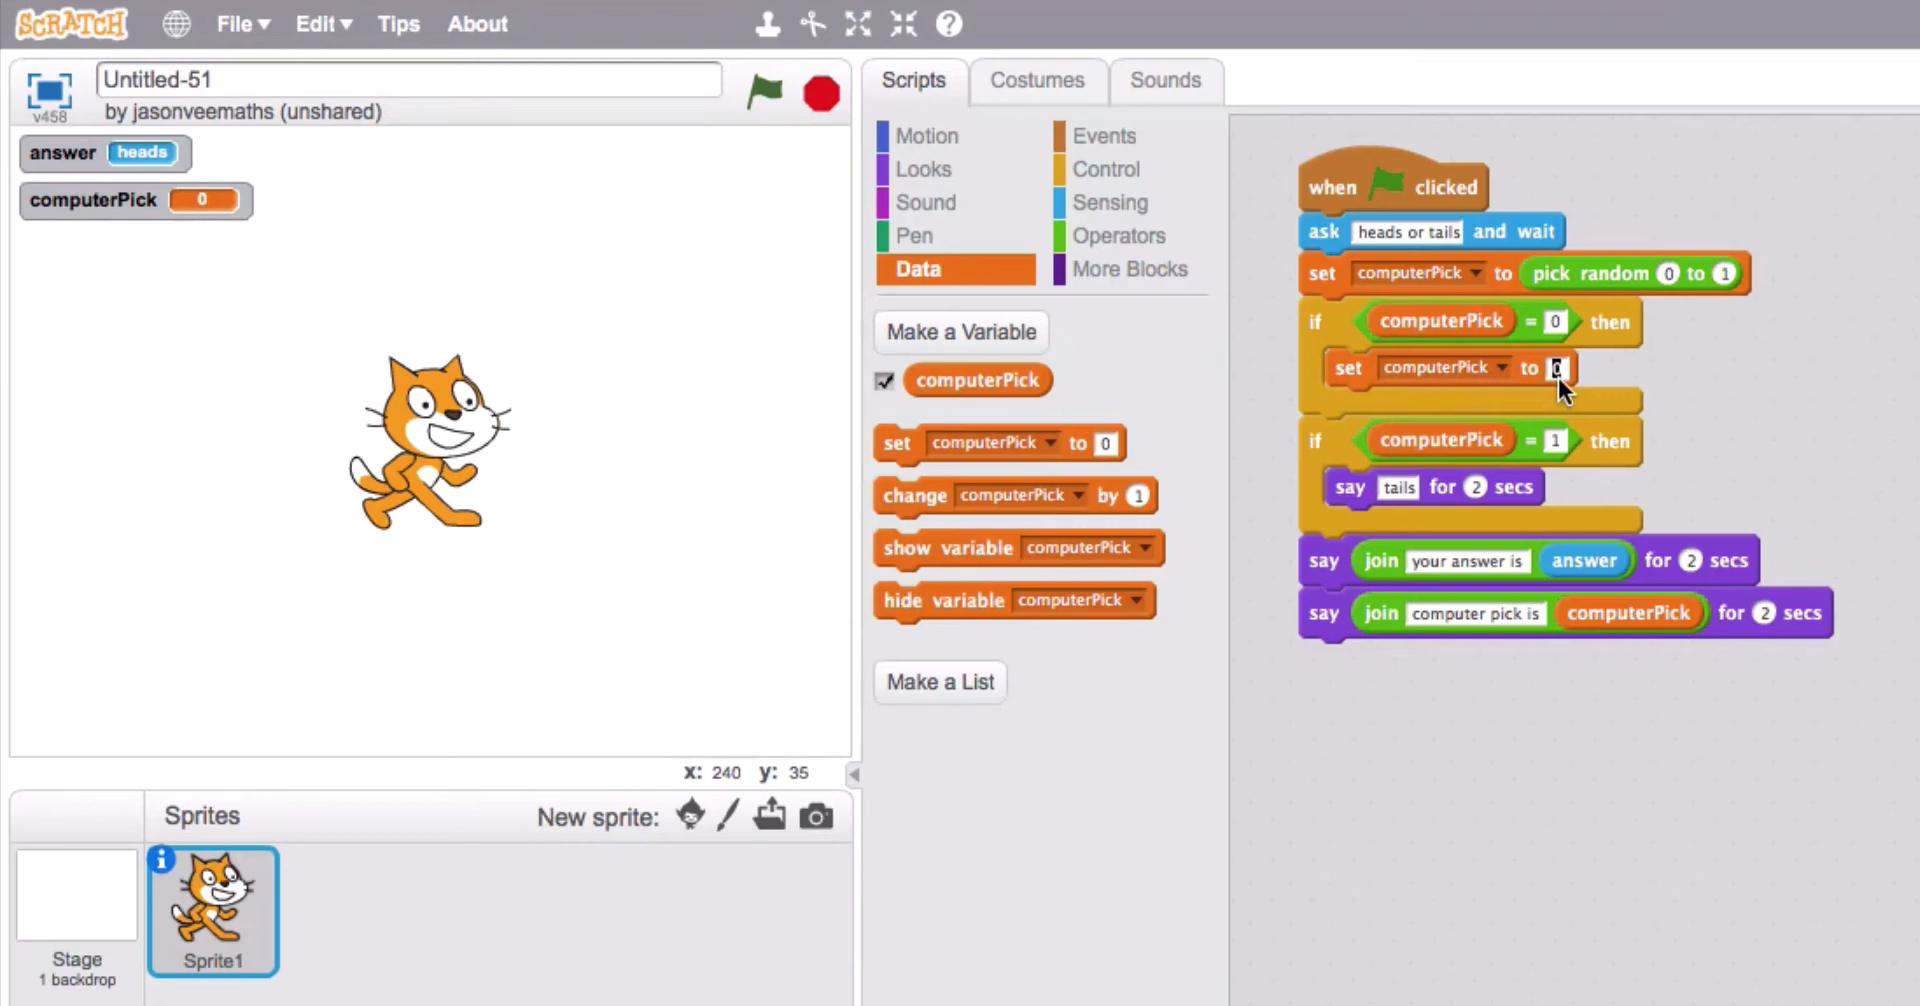 SCRATCH
File Edit Tips About
v458
Untitled-51
by jasonveemaths (unshared)
answer heads
computerPick 0
x: 240 y: 35
Sprites
New sprite:
Stage
1 backdrop
Sprite1
Scripts Costumes Sounds
Motion Events
Looks Control
Sound Sensing
Pen Operators
Data More Blocks
Make a Variable
computerPick
set computerPick to 0
change computerPick by 1
show variable computerPick
hide variable computerPick
Make a List
when clicked
ask heads or tails and wait
set computerPick to pick random 0 to 1
if computerPick = 0 then
set computerPick to 0
if computerPick = 1 then
say tails for 2 secs
say join your answer is answer for 2 secs
say join computer pick is computerPick for 2 secs